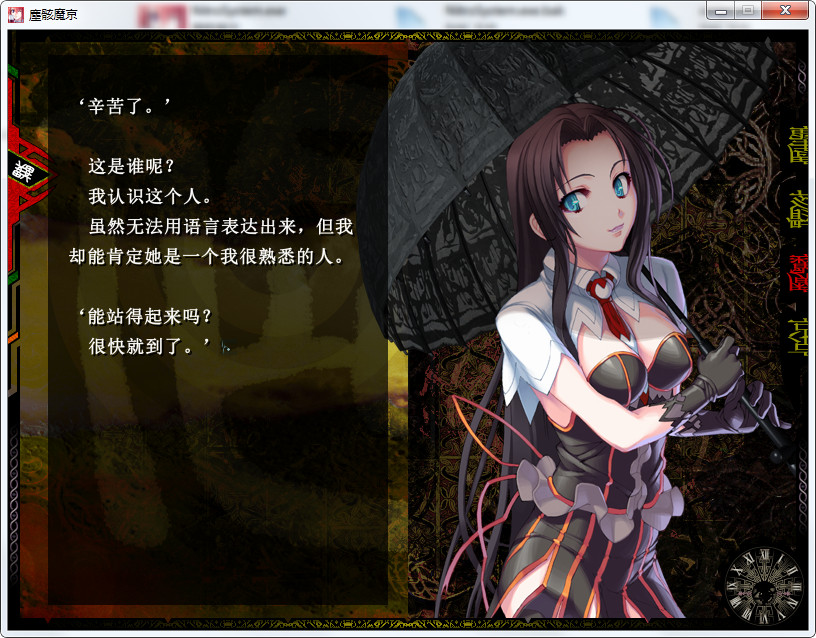 塵骸魔京
‘辛苦了。’
这是谁呢？
我认识这个人。
虽然无法用语言表达出来，但我
却能肯定她是一个我很熟悉的人。
‘能站得起来吗？
很快就到了。’